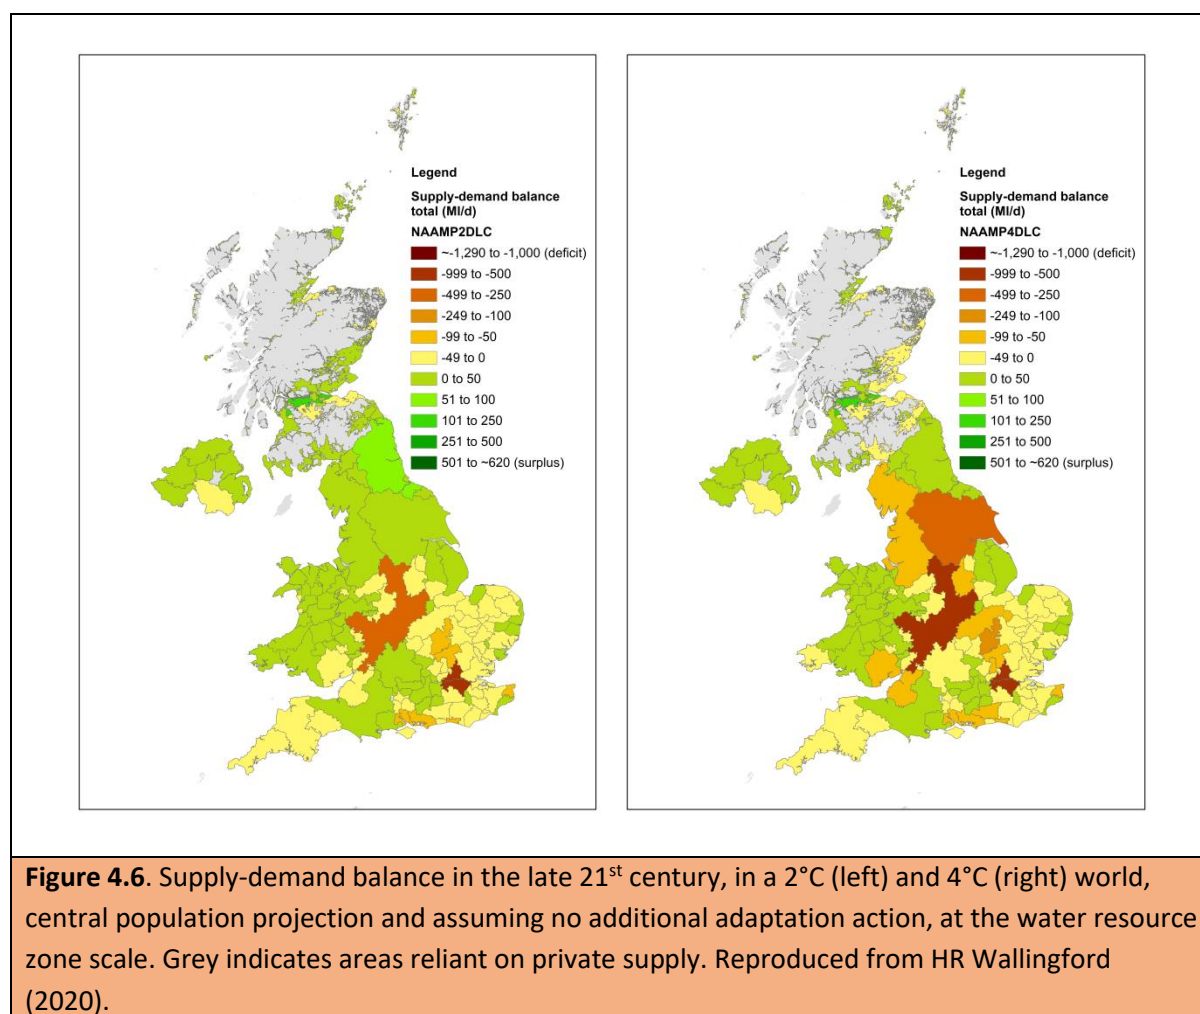 Legend
Supply-demand balance
total (Ml/d)
NAAMP2DLC
~-1,290 to -1,000 (deficit)
-999 to -500
-499 to -250
-249 to -100
-99 to -50
-49 to 0
0 to 50
51 to 100
101 to 250
251 to 500
501 to ~620 (surplus)
Legend
Supply-demand balance
total (Ml/d)
NAAMP4DLC
~-1,290 to -1,000 (deficit)
-999 to -500
-499 to -250
-249 to -100
-99 to -50
-49 to 0
0 to 50
51 to 100
101 to 250
251 to 500
501 to ~620 (surplus)
Figure 4.6. Supply-demand balance in the late 21st century, in a 2°C (left) and 4°C (right) world,
central population projection and assuming no additional adaptation action, at the water resource
zone scale. Grey indicates areas reliant on private supply. Reproduced from HR Wallingford
(2020).